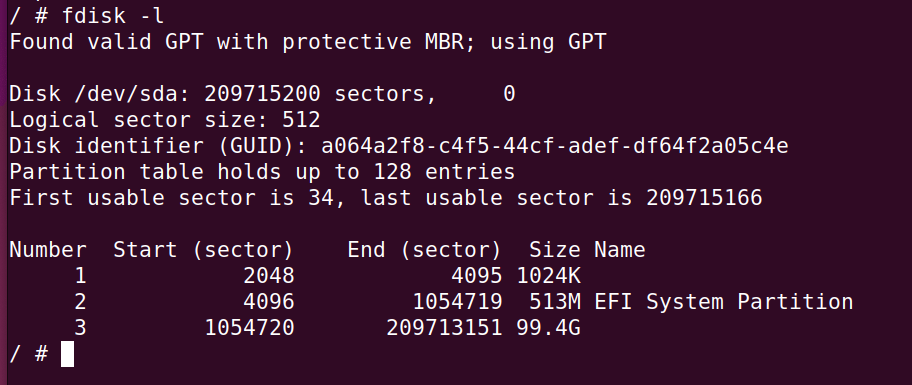 / # fdisk -l
Found valid GPT with protective MBR; using GPT
Disk /dev/sda: 209715200 sectors,     0
Logical sector size: 512
Disk identifier (GUID): a064a2f8-c4f5-44cf-adef-df64f2a05c4e
Partition table holds up to 128 entries
First usable sector is 34, last usable sector is 209715166
Number  Start (sector)    End (sector)  Size Name
     1            2048            4095 1024K
     2            4096         1054719  513M EFI System Partition
     3         1054720       209713151 99.4G
/ #